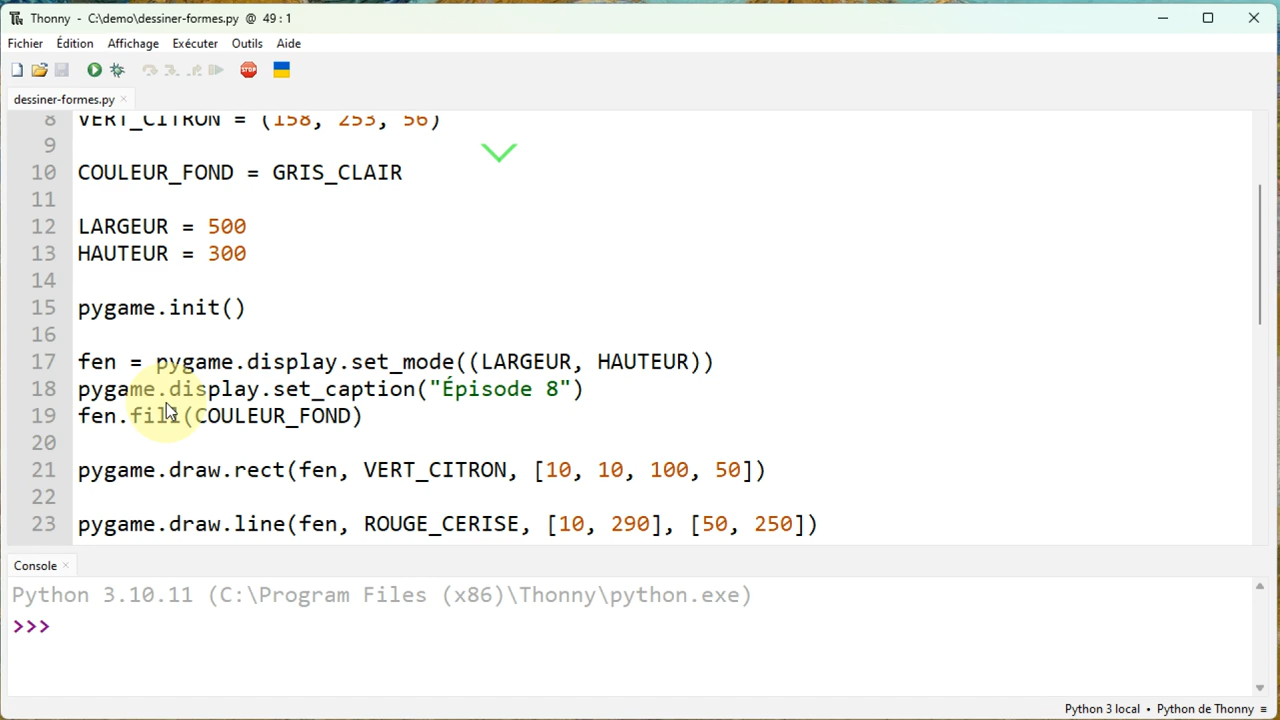 Thonny - C:\demo\dessiner-formes.py @ 49 : 1
Fichier Édition Affichage Exécuter Outils Aide
STOP
dessiner-formes.py ×
8 VERT_CITRON = (158, 253, 56)
9
10 COULEUR_FOND = GRIS_CLAIR
11
12 LARGEUR = 500
13 HAUTEUR = 300
14
15 pygame.init()
16
17 fen = pygame.display.set_mode((LARGEUR, HAUTEUR))
18 pygame.display.set_caption("Épisode 8")
19 fen.fill(COULEUR_FOND)
20
21 pygame.draw.rect(fen, VERT_CITRON, [10, 10, 100, 50])
22
23 pygame.draw.line(fen, ROUGE_CERISE, [10, 290], [50, 250])
Console ×
Python 3.10.11 (C:\Program Files (x86)\Thonny\python.exe)
>>>
Python 3 local • Python de Thonny ≡